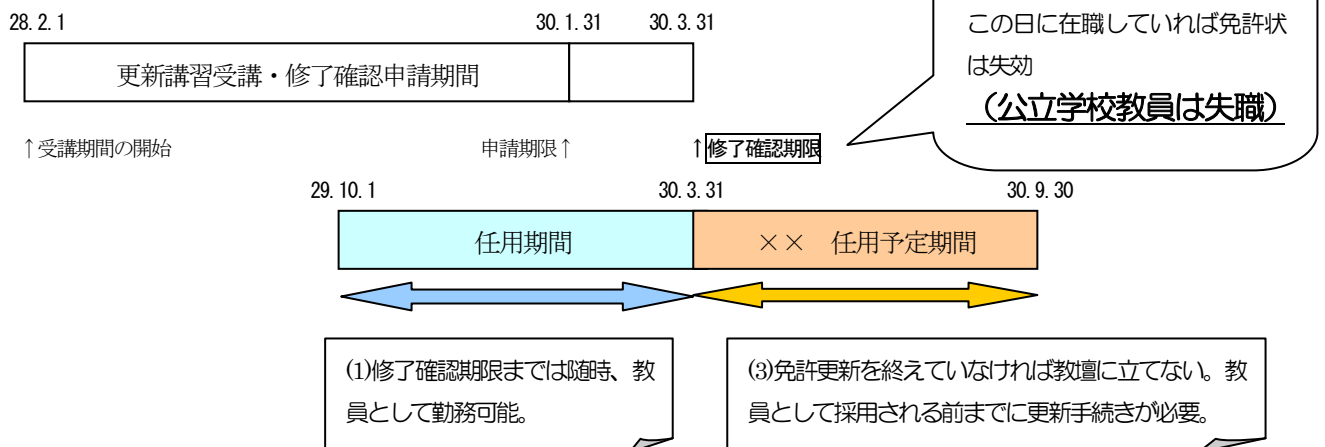 28.2.1 30.1.31 30.3.31
この日に在職していれば免許状
は失効
（公立学校教員は失職）
更新講習受講・修了確認申請期間
↑受講期間の開始 申請期限↑ ↑修了確認期限
29.10.1 30.3.31 30.9.30
任用期間 ×× 任用予定期間
(1)修了確認期限までは随時、教
員として勤務可能。
(3)免許更新を終えていなければ教壇に立てない。教
員として採用される前までに更新手続きが必要。